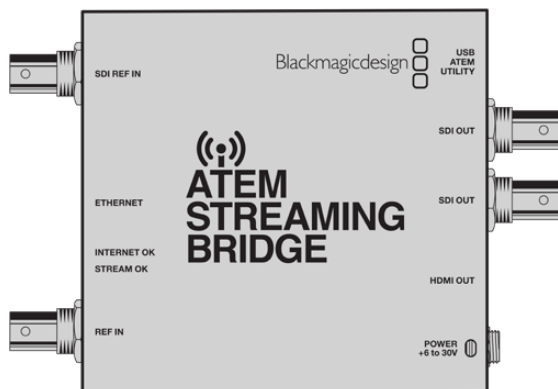 SDI REF IN
Blackmagicdesign
USB
ATEM
UTILITY
SDI OUT
ATEM
STREAMING
BRIDGE
ETHERNET
SDI OUT
INTERNET OK
STREAM OK
HDMI OUT
REF IN
POWER
+6 to 30V